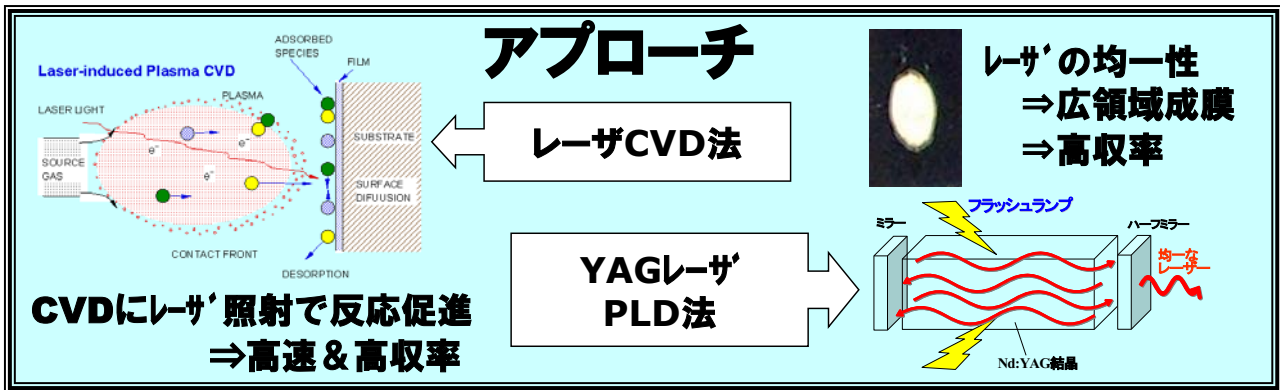 アプローチ
Laser-induced Plasma CVD
ADSORBED
SPECIES
FILM
PLASMA
LASER LIGHT
e-
e-
e-
SOURCE
GAS
SUBSTRATE
SURFACE
DIFUUSION
CONTACT FRONT
DESORPTION
CVDにﾚｰｻﾞ照射で反応促進
⇒高速＆高収率
レーザCVD法
YAGﾚｰｻﾞ
PLD法
ﾚｰｻﾞの均一性
⇒広領域成膜
⇒高収率
フラッシュランプ
ミラー
ハーフミラー
均一な
レーザー
Nd:YAG結晶